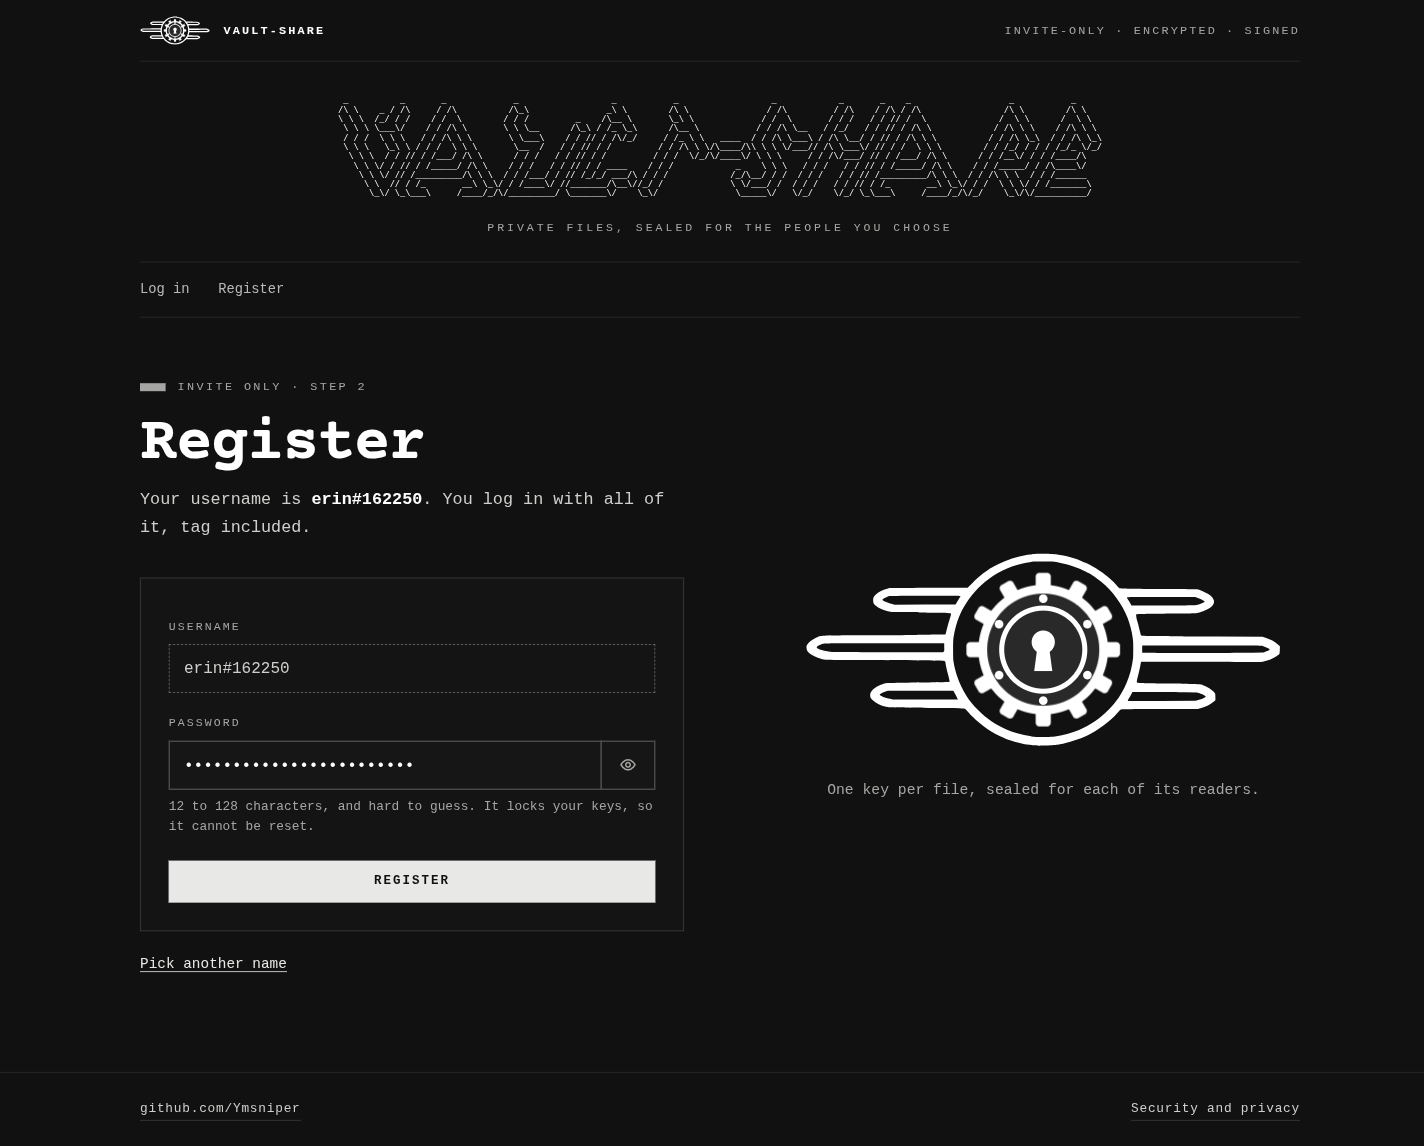 VAULT-SHARE
INVITE-ONLY · ENCRYPTED · SIGNED
VAULT-SHARE
PRIVATE FILES, SEALED FOR THE PEOPLE YOU CHOOSE
Log in
Register
INVITE ONLY · STEP 2
Register
Your username is erin#162250. You log in with all of
it, tag included.
USERNAME
erin#162250
PASSWORD
••••••••••••••••••••••••
12 to 128 characters, and hard to guess. It locks your keys, so
it cannot be reset.
REGISTER
Pick another name
One key per file, sealed for each of its readers.
github.com/Ymsniper
Security and privacy